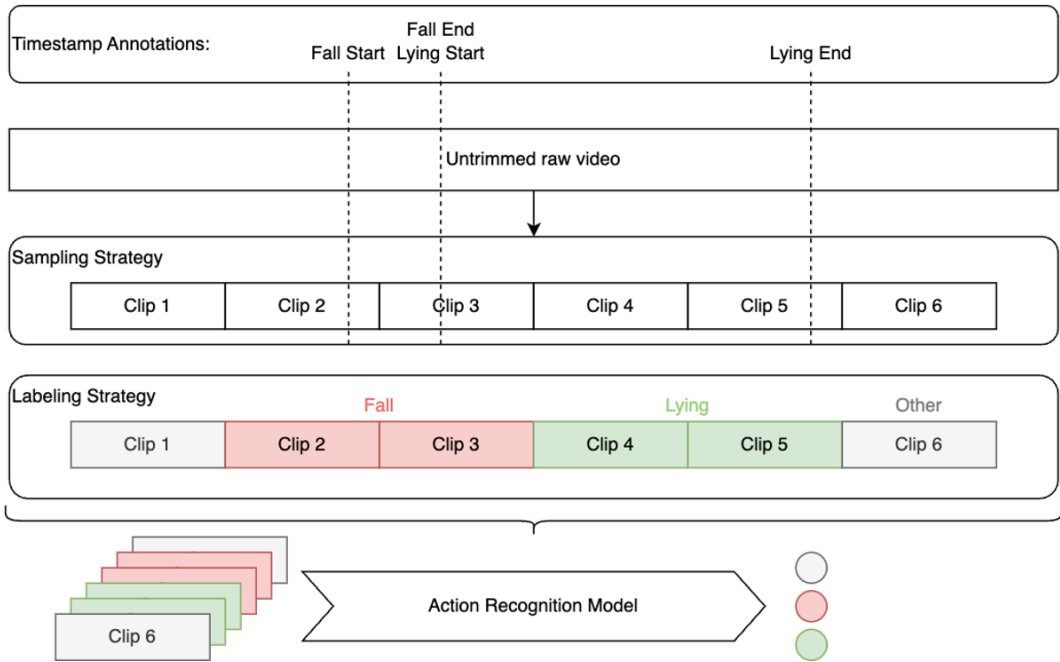 Timestamp Annotations:
Fall Start
Fall End
Lying Start
Lying End
Untrimmed raw video
Sampling Strategy
Clip 1
Clip 2
Clip 3
Clip 4
Clip 5
Clip 6
Labeling Strategy
Fall
Lying
Other
Clip 1
Clip 2
Clip 3
Clip 4
Clip 5
Clip 6
Clip 6
Action Recognition Model